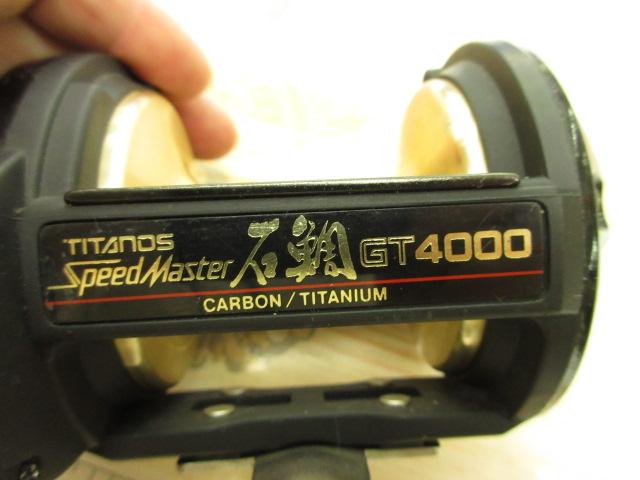 TITANOS
SpeedMaster 石鯛 GT4000
CARBON / TITANIUM